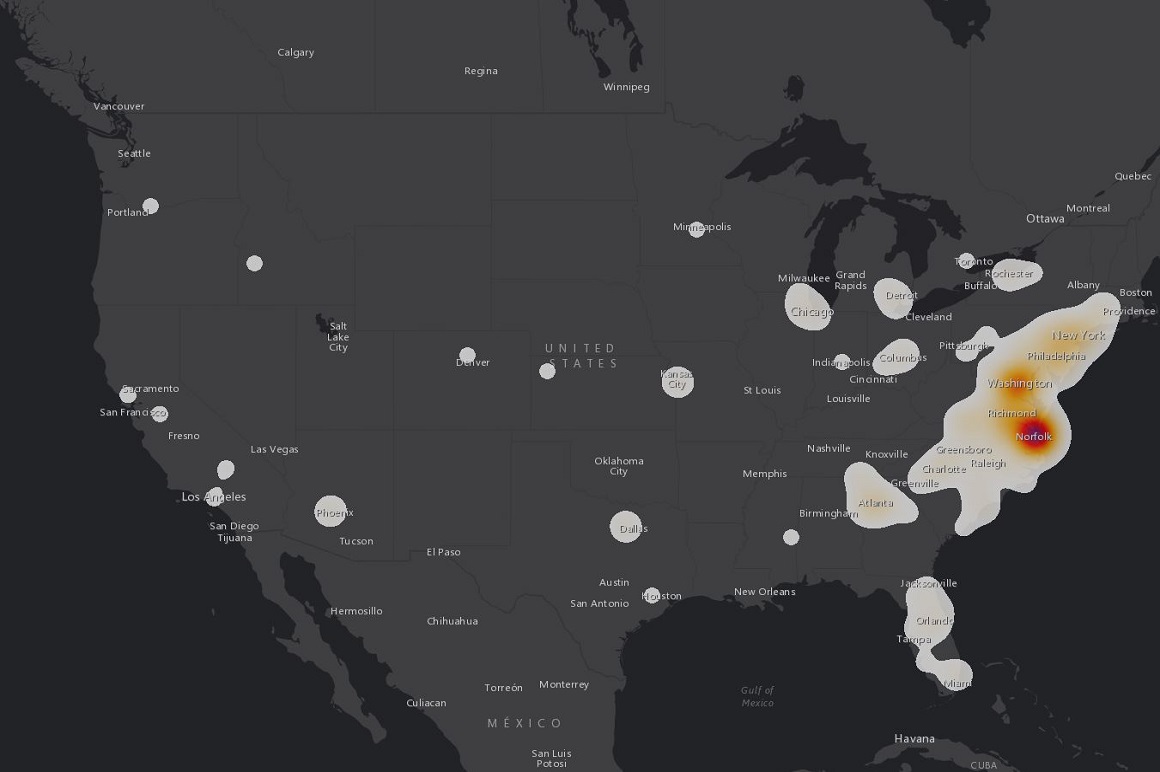 Calgary
Regina
Winnipeg
Vancouver
Seattle
Quebec
Portland
Montreal
Ottawa
Minneapolis
Toronto
Rochester
Milwaukee
Grand
Rapids
Buffalo
Albany
Boston
Detroit
Chicago
Providence
Cleveland
Salt
Lake
City
New York
UNITED
STATES
Pittsburgh
Philadelphia
Denver
Indianapolis
Columbus
Kansas
City
Cincinnati
Washington
Sacramento
St Louis
Louisville
San Francisco
Richmond
Fresno
Norfolk
Las Vegas
Nashville
Knoxville
Greensboro
Raleigh
Oklahoma
City
Memphis
Charlotte
Greenville
Los Angeles
Phoenix
Atlanta
Birmingham
San Diego
Tijuana
Dallas
Tucson
El Paso
Austin
Jacksonville
New Orleans
Houston
San Antonio
Hermosillo
Chihuahua
Orlando
Tampa
Miami
Torreón
Monterrey
Gulf of
Mexico
Culiacan
MÉXICO
Havana
San Luis
Potosi
CUBA